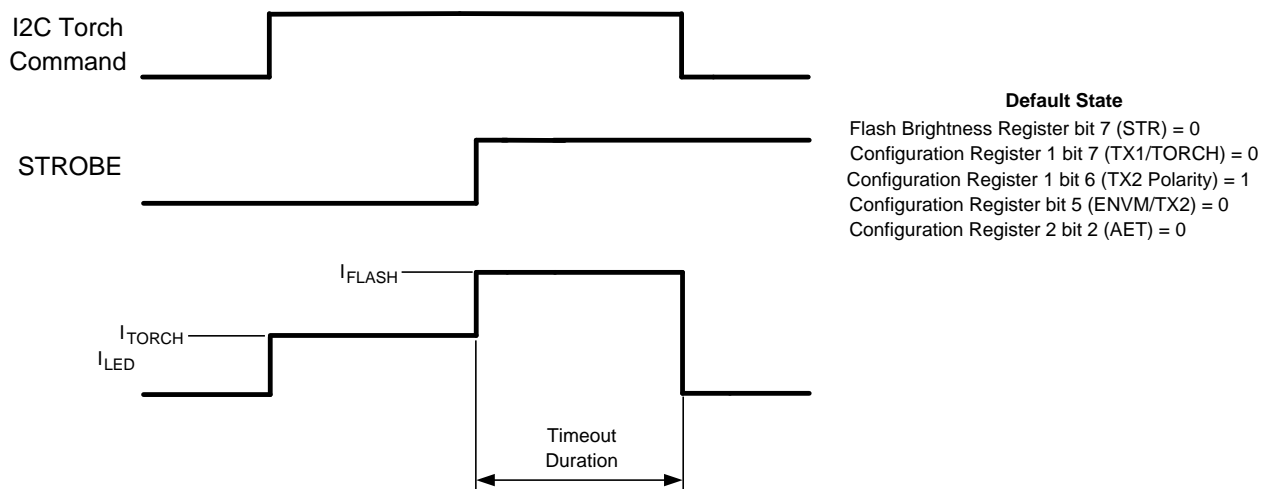 I2C Torch
Command
STROBE
Default State
Flash Brightness Register bit 7 (STR) = 0
Configuration Register 1 bit 7 (TX1/TORCH) = 0
Configuration Register 1 bit 6 (TX2 Polarity) = 1
Configuration Register bit 5 (ENVM/TX2) = 0
Configuration Register 2 bit 2 (AET) = 0
IFLASH
ITORCH
ILED
Timeout
Duration